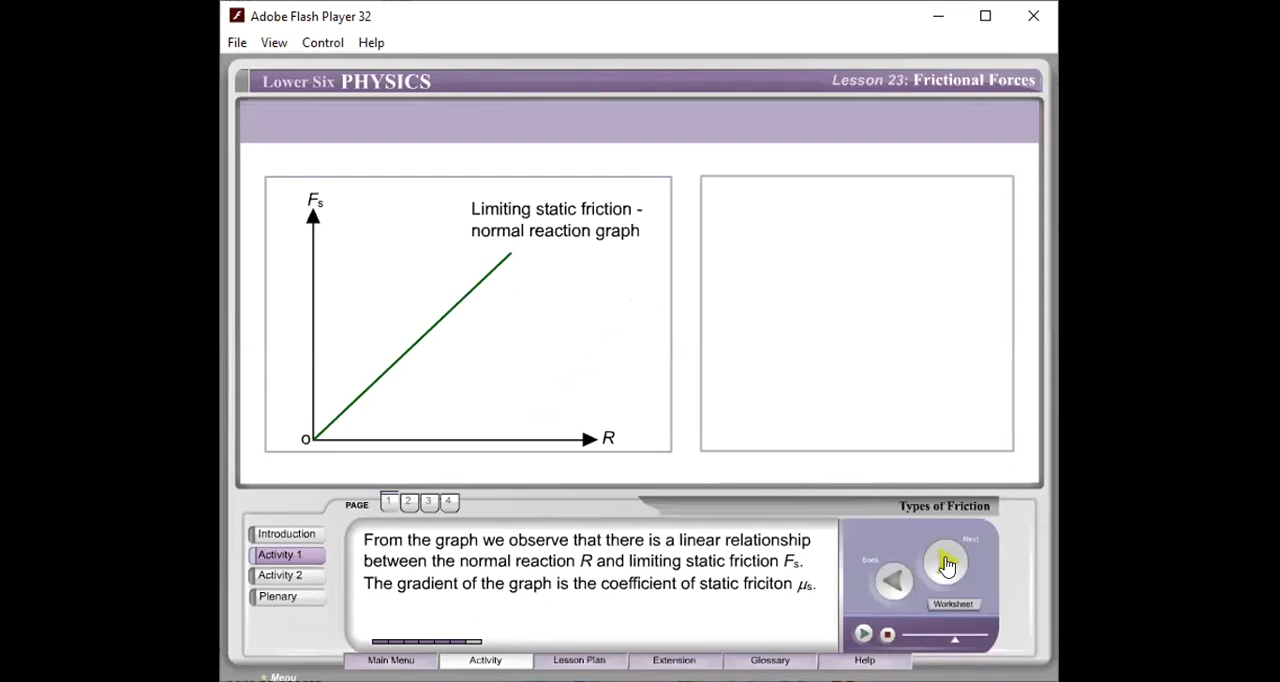 Adobe Flash Player 32
File View Control Help
Lower Six PHYSICS
Lesson 23: Frictional Forces
Fs
Limiting static friction -
normal reaction graph
O
R
PAGE 1 2 3 4
Types of Friction
Introduction
Activity 1
Activity 2
Plenary
From the graph we observe that there is a linear relationship
between the normal reaction R and limiting static friction Fs.
The gradient of the graph is the coefficient of static friciton μs.
Next
Back
Worksheet
Main Menu Activity Lesson Plan Extension Glossary Help
Menu